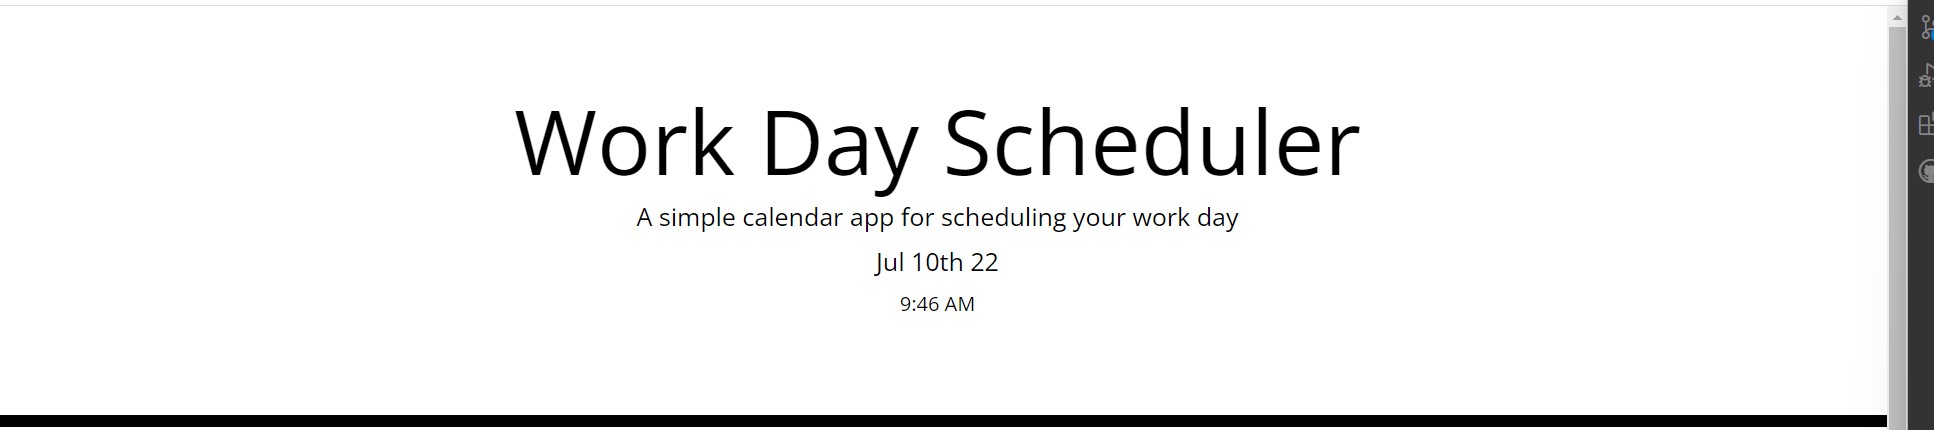 Work Day Scheduler
A simple calendar app for scheduling your work day
Jul 10th 22
9:46 AM